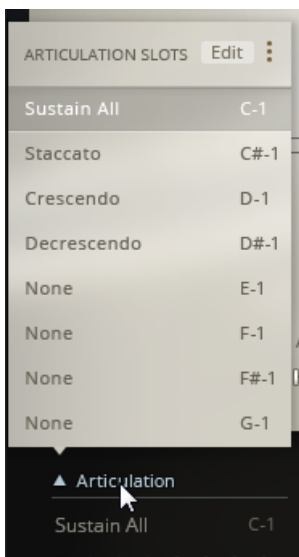 ARTICULATION SLOTS Edit
Sustain All C-1
Staccato C#-1
Crescendo D-1
Decrescendo D#-1
None E-1
None F-1
None F#-1
None G-1
Articulation
Sustain All C-1